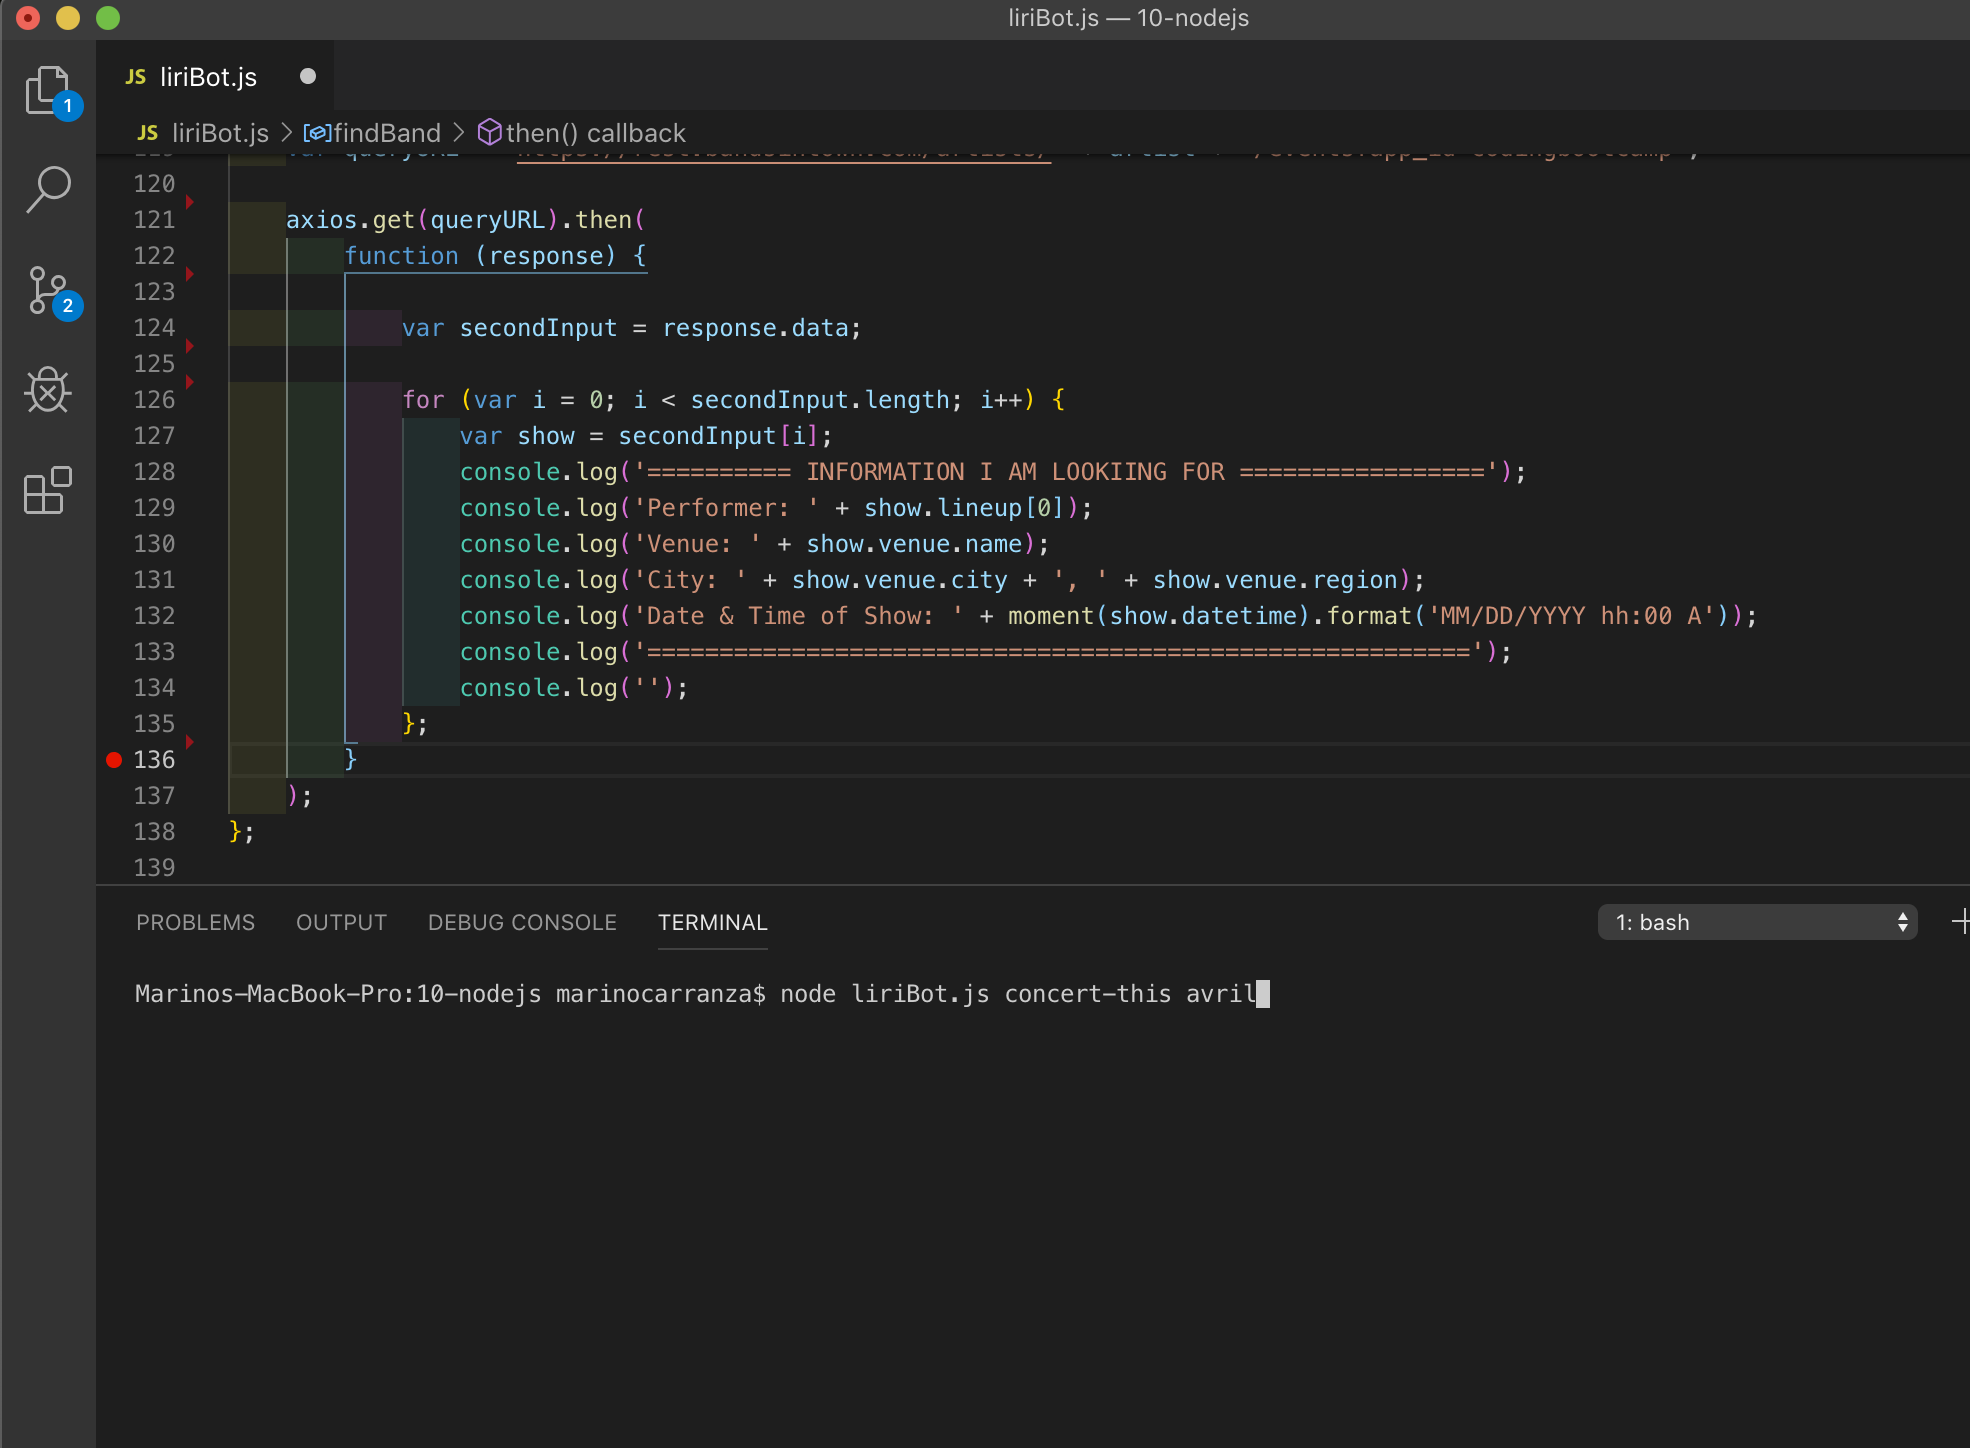 liriBot.js — 10-nodejs
JS liriBot.js
JS liriBot.js > findBand > then() callback
1
2
120
121 axios.get(queryURL).then(
122 function (response) {
123
124 var secondInput = response.data;
125
126 for (var i = 0; i < secondInput.length; i++) {
127 var show = secondInput[i];
128 console.log('========== INFORMATION I AM LOOKIING FOR =================');
129 console.log('Performer: ' + show.lineup[0]);
130 console.log('Venue: ' + show.venue.name);
131 console.log('City: ' + show.venue.city + ', ' + show.venue.region);
132 console.log('Date & Time of Show: ' + moment(show.datetime).format('MM/DD/YYYY hh:00 A'));
133 console.log('=========================================================');
134 console.log('');
135 };
136 }
137 );
138 };
139
PROBLEMS OUTPUT DEBUG CONSOLE TERMINAL 1: bash
Marinos-MacBook-Pro:10-nodejs marinocarranza$ node liriBot.js concert-this avril